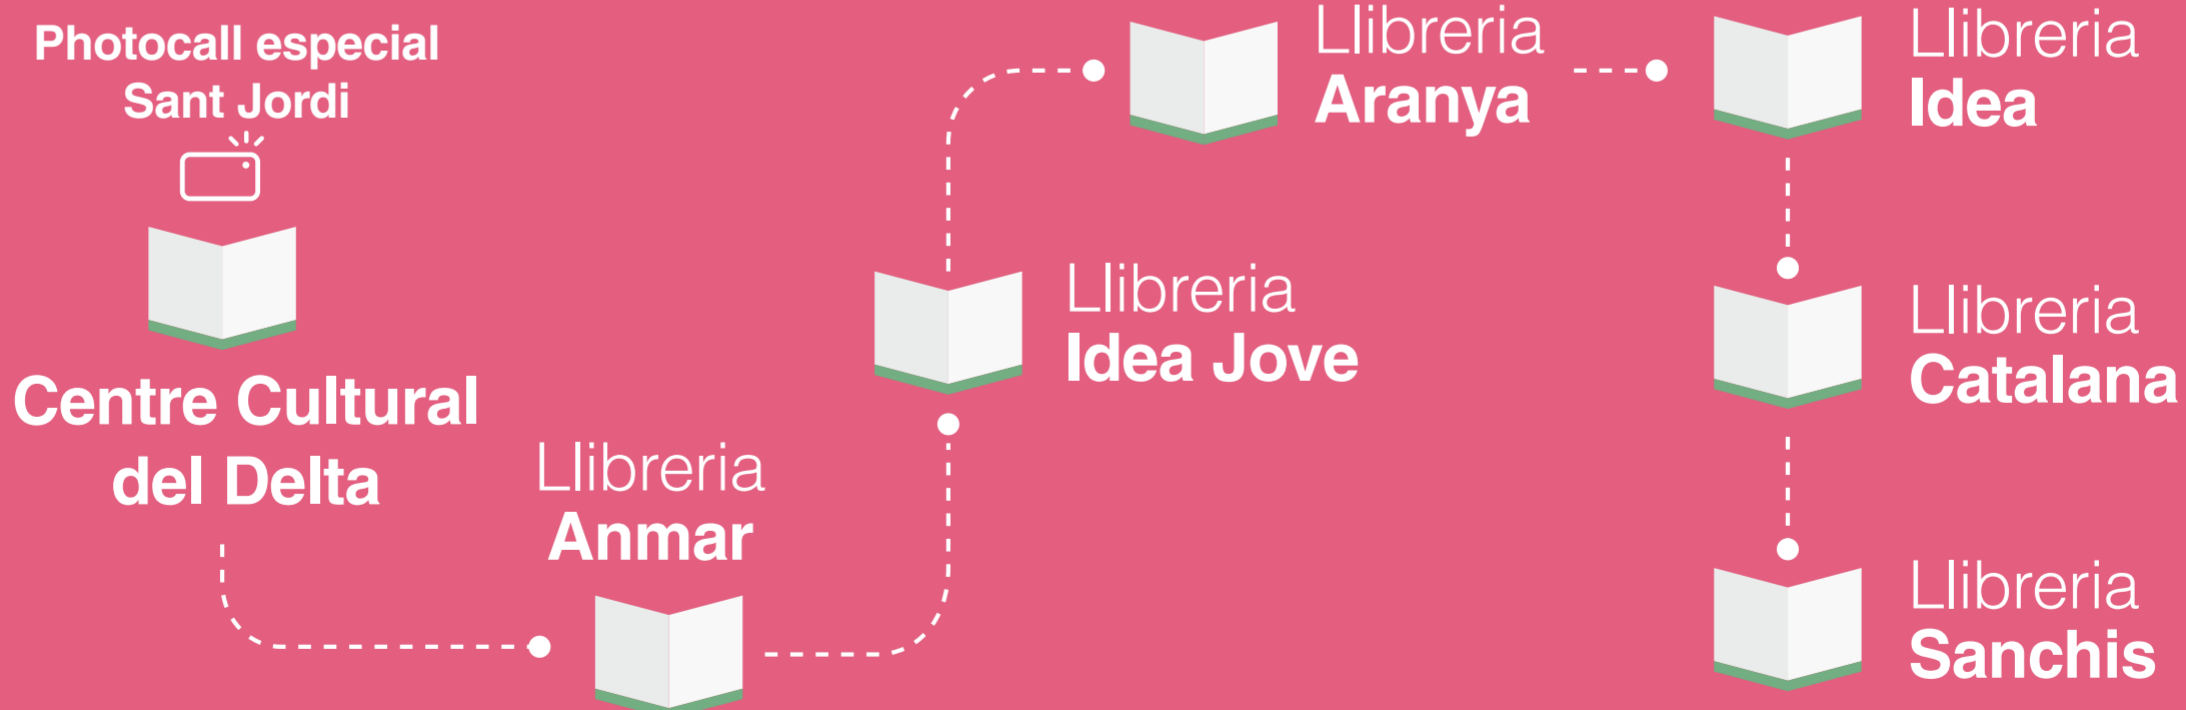 Photocall especial
Sant Jordi
Centre Cultural
del Delta
Llibreria
Anmar
Llibreria
Idea Jove
Llibreria
Aranya
Llibreria
Idea
Llibreria
Catalana
Llibreria
Sanchis